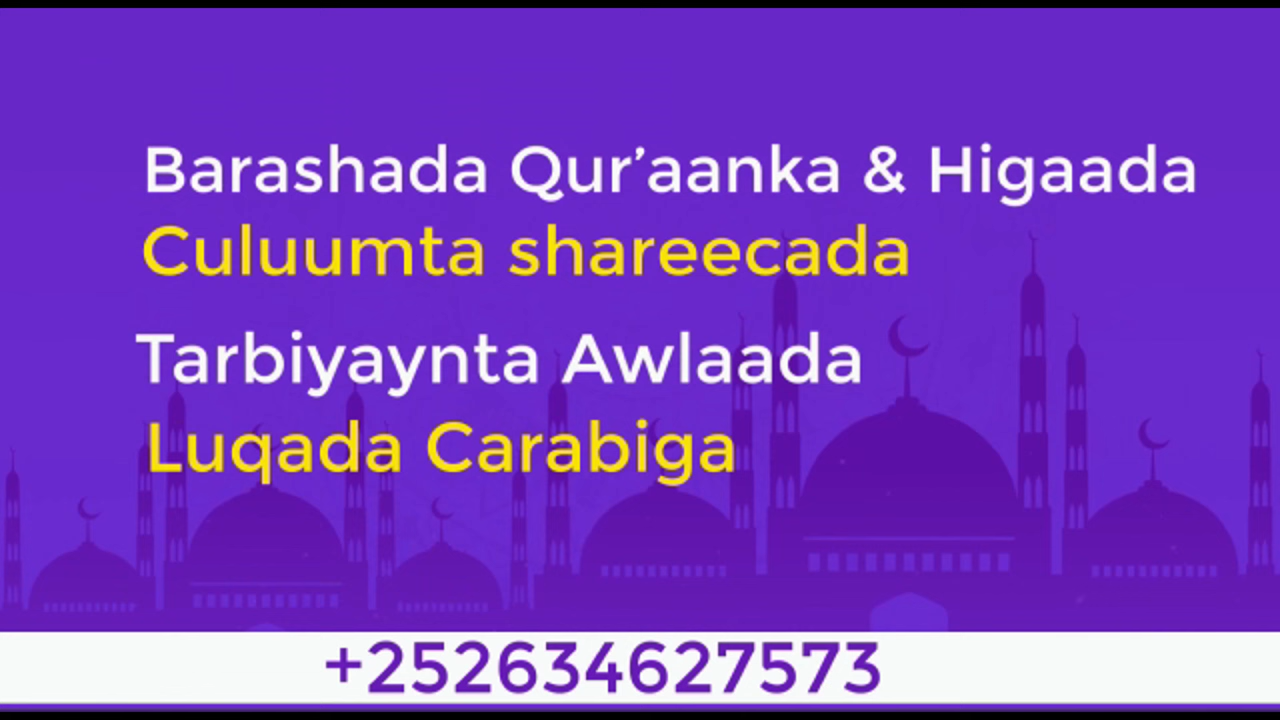 Barashada Qur’aanka & Higaada
Culuumta shareecada
Tarbiyaynta Awlaada
Luqada Carabiga
+252634627573